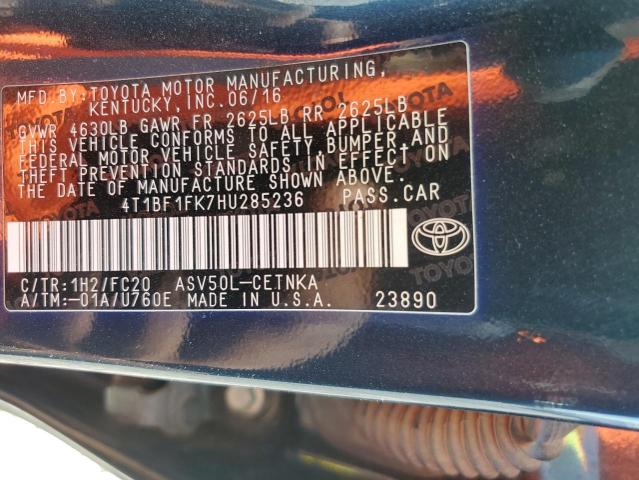 MFD.BY:TOYOTA MOTOR MANUFACTURING,
KENTUCKY,INC.06/16
GVWR 4630LB GAWR FR 2625LB RR 2625LB
THIS VEHICLE CONFORMS TO ALL APPLICABLE
FEDERAL MOTOR VEHICLE SAFETY,BUMPER,AND
THEFT PREVENTION STANDARDS IN EFFECT ON
THE DATE OF MANUFACTURE SHOWN ABOVE.
4T1BF1FK7HU285236 PASS.CAR
C/TR:1H2/FC20 ASV50L-CETNKA
A/TM:-01A/U760E MADE IN U.S.A. 23890
TOYOTA